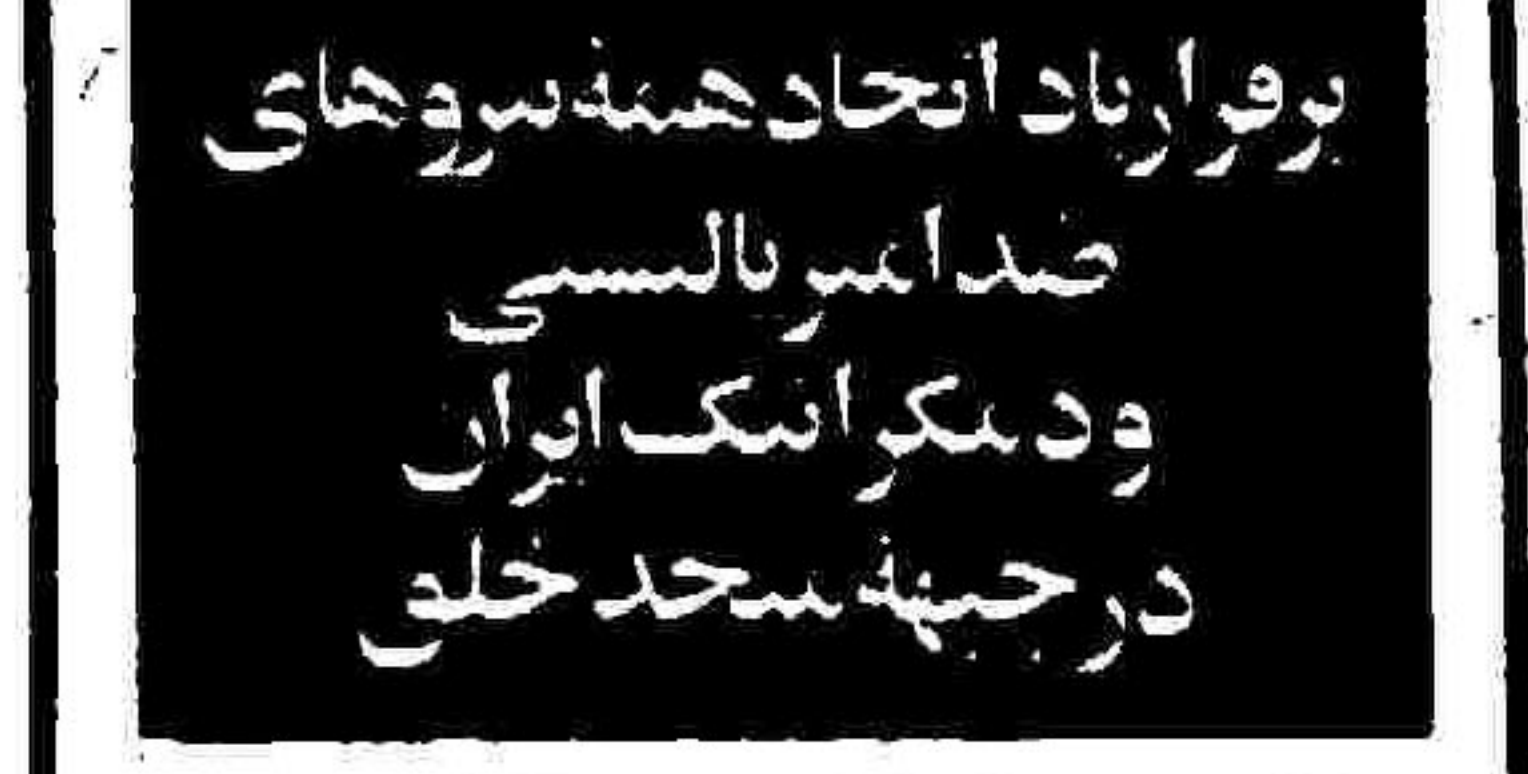 برقرار باد اتحاد همهٔ نیروهای
ضد امپریالیستی
و دمکراتیک ایران
در جبههٔ متحد خلق